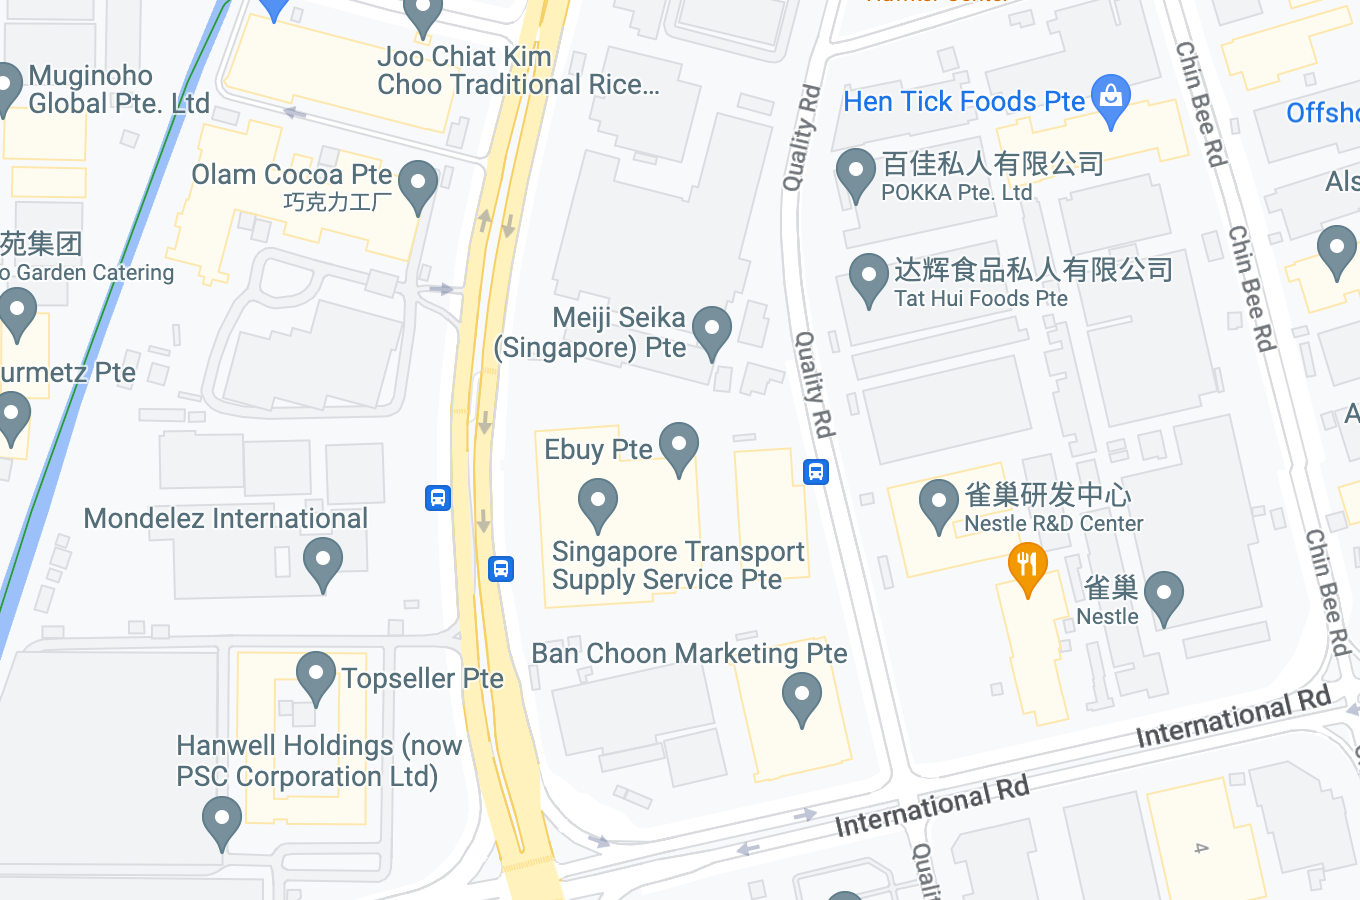 Joo Chiat Kim
Choo Traditional Rice...
Muginoho
Global Pte. Ltd
Hen Tick Foods Pte
Quality Rd
Chin Bee Rd
Olam Cocoa Pte
巧克力工厂
百佳私人有限公司
POKKA Pte. Ltd
苑集团
o Garden Catering
达辉食品私人有限公司
Tat Hui Foods Pte
Chin Bee Rd
Meiji Seika
(Singapore) Pte
Quality Rd
urmetz Pte
Ebuy Pte
雀巢研发中心
Nestle R&D Center
Mondelez International
Singapore Transport
Supply Service Pte
雀巢
Nestle
Chin Bee Rd
Ban Choon Marketing Pte
Topseller Pte
Hanwell Holdings (now
PSC Corporation Ltd)
International Rd
International Rd
4